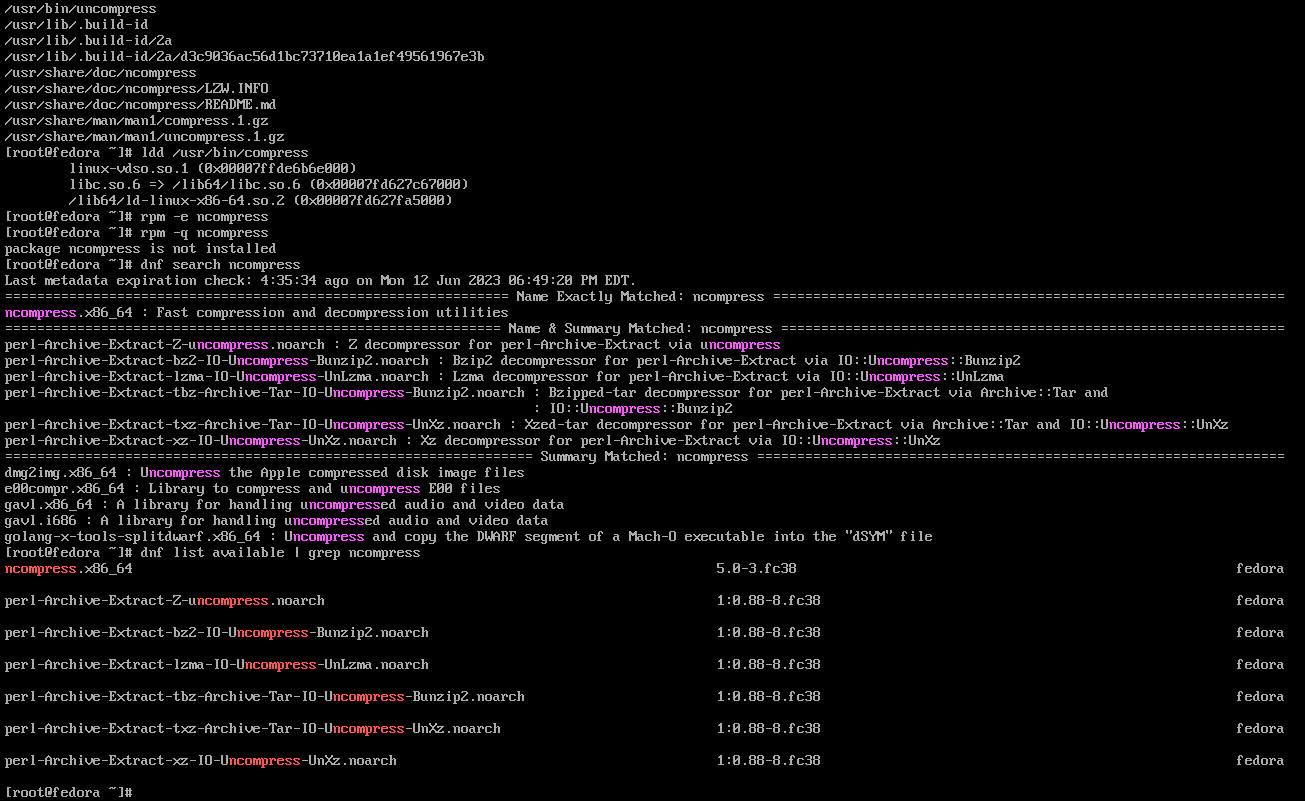 /usr/bin/uncompress
/usr/lib/.build-id
/usr/lib/.build-id/2a
/usr/lib/.build-id/2a/d3c9036ac56d1bc73710ea1a1ef49561967e3b
/usr/share/doc/ncompress
/usr/share/doc/ncompress/LZW.INFO
/usr/share/doc/ncompress/README.md
/usr/share/man/man1/compress.1.gz
/usr/share/man/man1/uncompress.1.gz
[root@fedora ~]# ldd /usr/bin/compress
        linux-vdso.so.1 (0x00007ffde6b6e000)
        libc.so.6 => /lib64/libc.so.6 (0x00007fd627c67000)
        /lib64/ld-linux-x86-64.so.2 (0x00007fd627fa5000)
[root@fedora ~]# rpm -e ncompress
[root@fedora ~]# rpm -q ncompress
package ncompress is not installed
[root@fedora ~]# dnf search ncompress
Last metadata expiration check: 4:35:34 ago on Mon 12 Jun 2023 06:49:20 PM EDT.
=============================================================== Name Exactly Matched: ncompress ================================================================
ncompress.x86_64 : Fast compression and decompression utilities
============================================================== Name & Summary Matched: ncompress ===============================================================
perl-Archive-Extract-Z-uncompress.noarch : Z decompressor for perl-Archive-Extract via uncompress
perl-Archive-Extract-bz2-IO-Uncompress-Bunzip2.noarch : Bzip2 decompressor for perl-Archive-Extract via IO::Uncompress::Bunzip2
perl-Archive-Extract-lzma-IO-Uncompress-UnLzma.noarch : Lzma decompressor for perl-Archive-Extract via IO::Uncompress::UnLzma
perl-Archive-Extract-tbz-Archive-Tar-IO-Uncompress-Bunzip2.noarch : Bzipped-tar decompressor for perl-Archive-Extract via Archive::Tar and
                                                                  : IO::Uncompress::Bunzip2
perl-Archive-Extract-txz-Archive-Tar-IO-Uncompress-UnXz.noarch : Xzed-tar decompressor for perl-Archive-Extract via Archive::Tar and IO::Uncompress::UnXz
perl-Archive-Extract-xz-IO-Uncompress-UnXz.noarch : Xz decompressor for perl-Archive-Extract via IO::Uncompress::UnXz
================================================================== Summary Matched: ncompress ==================================================================
dmg2img.x86_64 : Uncompress the Apple compressed disk image files
e00compr.x86_64 : Library to compress and uncompress E00 files
gavl.x86_64 : A library for handling uncompressed audio and video data
gavl.i686 : A library for handling uncompressed audio and video data
golang-x-tools-splitdwarf.x86_64 : Uncompress and copy the DWARF segment of a Mach-O executable into the "dSYM" file
[root@fedora ~]# dnf list available | grep ncompress
ncompress.x86_64                                                                         5.0-3.fc38                                                       fedora
perl-Archive-Extract-Z-uncompress.noarch                                                 1:0.88-8.fc38                                                    fedora
perl-Archive-Extract-bz2-IO-Uncompress-Bunzip2.noarch                                    1:0.88-8.fc38                                                    fedora
perl-Archive-Extract-lzma-IO-Uncompress-UnLzma.noarch                                    1:0.88-8.fc38                                                    fedora
perl-Archive-Extract-tbz-Archive-Tar-IO-Uncompress-Bunzip2.noarch                        1:0.88-8.fc38                                                    fedora
perl-Archive-Extract-txz-Archive-Tar-IO-Uncompress-UnXz.noarch                           1:0.88-8.fc38                                                    fedora
perl-Archive-Extract-xz-IO-Uncompress-UnXz.noarch                                        1:0.88-8.fc38                                                    fedora
[root@fedora ~]#